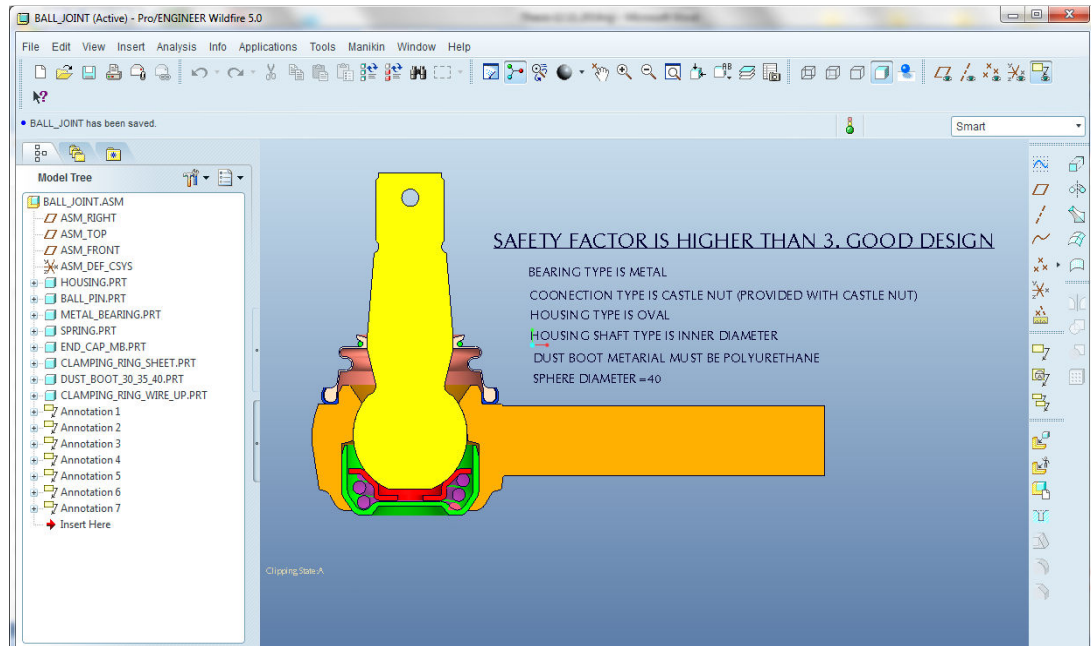 BALL_JOINT (Active) - Pro/ENGINEER Wildfire 5.0
File Edit View Insert Analysis Info Applications Tools Manikin Window Help
• BALL_JOINT has been saved.
Smart
Model Tree
BALL_JOINT.ASM
ASM_RIGHT
ASM_TOP
ASM_FRONT
ASM_DEF_CSYS
HOUSING.PRT
BALL_PIN.PRT
METAL_BEARING.PRT
SPRING.PRT
END_CAP_MB.PRT
CLAMPING_RING_SHEET.PRT
DUST_BOOT_30_35_40.PRT
CLAMPING_RING_WIRE_UP.PRT
Annotation 1
Annotation 2
Annotation 3
Annotation 4
Annotation 5
Annotation 6
Annotation 7
Insert Here
SAFETY FACTOR IS HIGHER THAN 3. GOOD DESIGN
BEARING TYPE IS METAL
COONECTION TYPE IS CASTLE NUT (PROVIDED WITH CASTLE NUT)
HOUSING TYPE IS OVAL
HOUSING SHAFT TYPE IS INNER DIAMETER
DUST BOOT METARIAL MUST BE POLYURETHANE
SPHERE DIAMETER =40
Clipping State:A